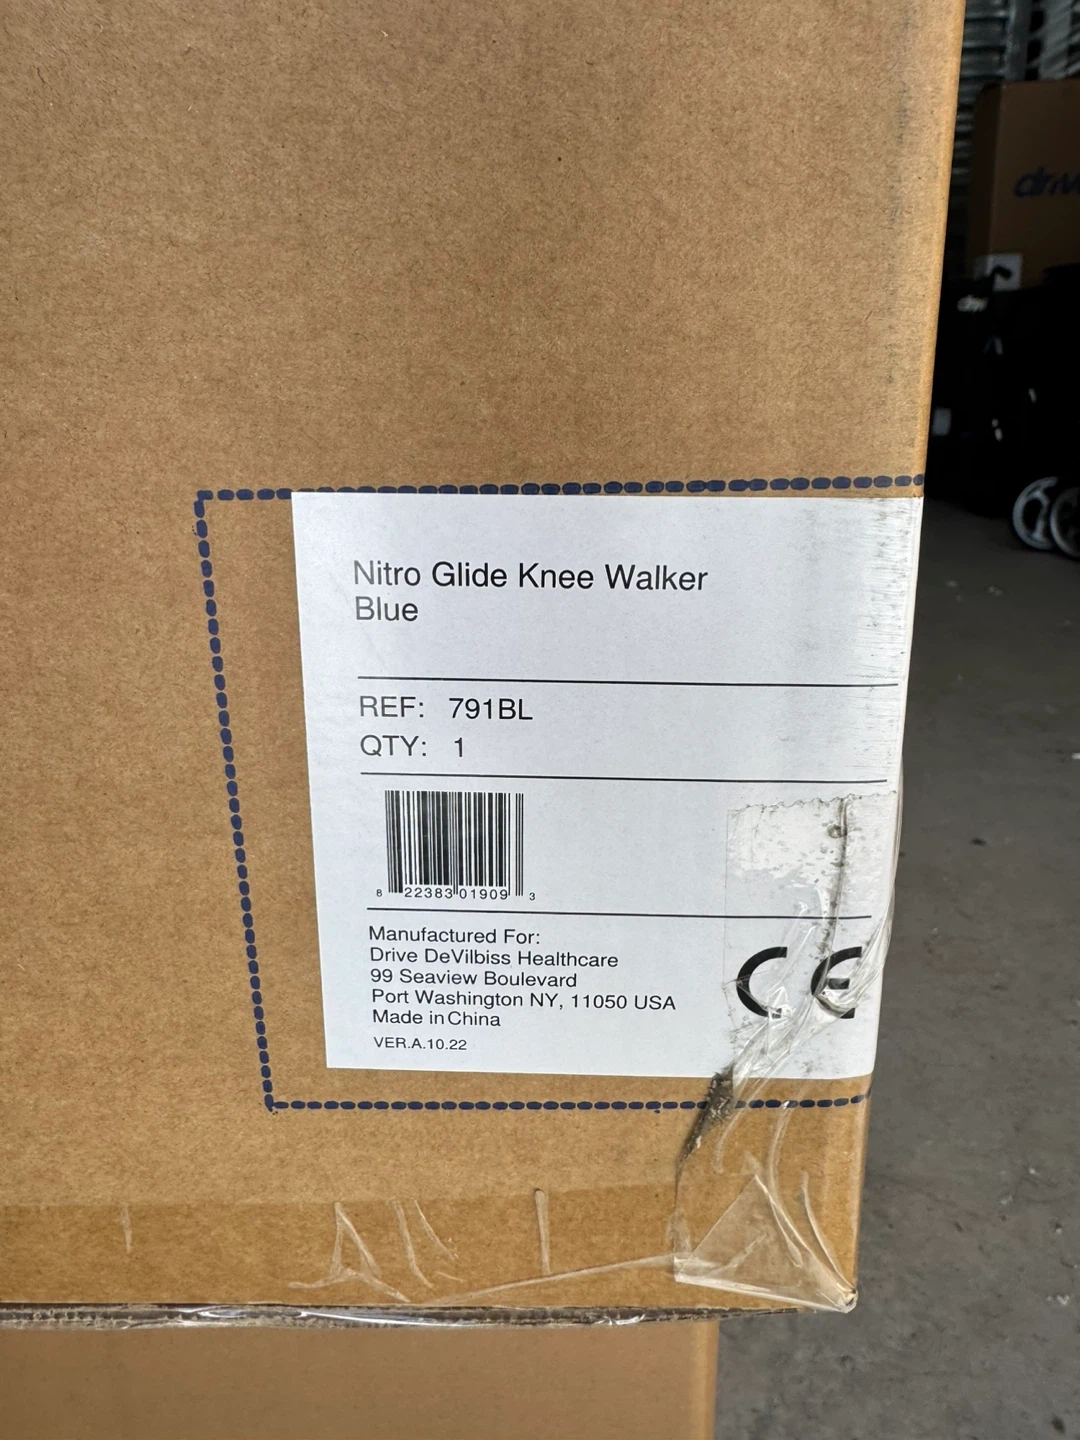 Nitro Glide Knee Walker
Blue
REF: 791BL
QTY: 1
8 22383 01909 3
Manufactured For:
Drive DeVilbiss Healthcare
99 Seaview Boulevard
Port Washington NY, 11050 USA
Made in China
VER.A.10.22
CE